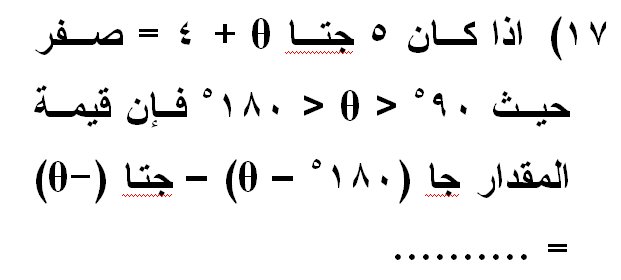 ١٧) اذا كان ٥ جتا θ + ٤ = صفر
حيث ٩٠° < θ < ١٨٠° فإن قيمة
المقدار جا (١٨٠° – θ) – جتا (–θ)
= ..........